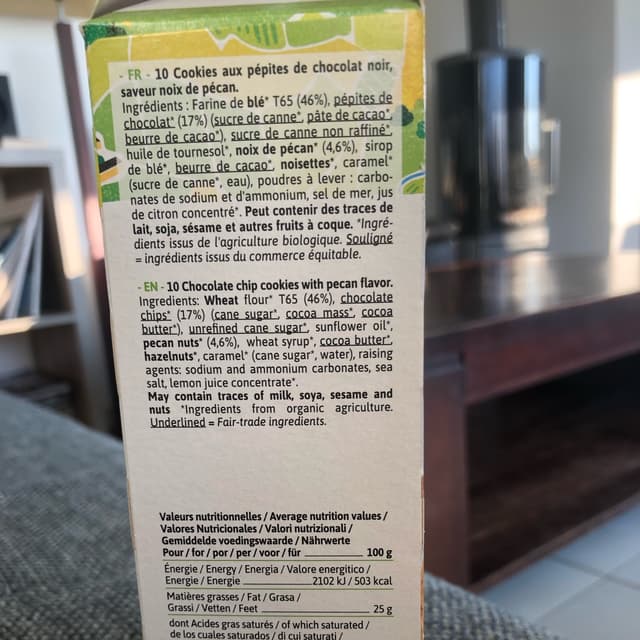 - FR - 10 Cookies aux pépites de chocolat noir,
saveur noix de pécan.
Ingrédients : Farine de blé* T65 (46%), pépites de
chocolat* (17%) (sucre de canne*, pâte de cacao*,
beurre de cacao*), sucre de canne non raffiné*,
huile de tournesol*, noix de pécan* (4,6%), sirop
de blé*, beurre de cacao*, noisettes*, caramel*
(sucre de canne*, eau), poudres à lever : carbo-
nates de sodium et d'ammonium, sel de mer, jus
de citron concentré*. Peut contenir des traces de
lait, soja, sésame et autres fruits à coque. *Ingré-
dients issus de l'agriculture biologique. Souligné
= ingrédients issus du commerce équitable.
- EN - 10 Chocolate chip cookies with pecan flavor.
Ingredients: Wheat flour* T65 (46%), chocolate
chips* (17%) (cane sugar*, cocoa mass*, cocoa
butter*), unrefined cane sugar*, sunflower oil*,
pecan nuts* (4,6%), wheat syrup*, cocoa butter*,
hazelnuts*, caramel* (cane sugar*, water), raising
agents: sodium and ammonium carbonates, sea
salt, lemon juice concentrate*.
May contain traces of milk, soya, sesame and
nuts *Ingredients from organic agriculture.
Underlined = Fair-trade ingredients.
Valeurs nutritionnelles / Average nutrition values /
Valores Nutricionales / Valori nutrizionali /
Gemiddelde voedingswaarde / Nährwerte
Pour / for / por / per / voor / für 100 g
Énergie / Energy / Energia / Valore energitico /
Energie / Energie 2102 kJ / 503 kcal
Matières grasses / Fat / Grasa /
Grassi / Vetten / Feet 25 g
dont Acides gras saturés / of which saturated /
de los cuales saturados / di cui saturati /